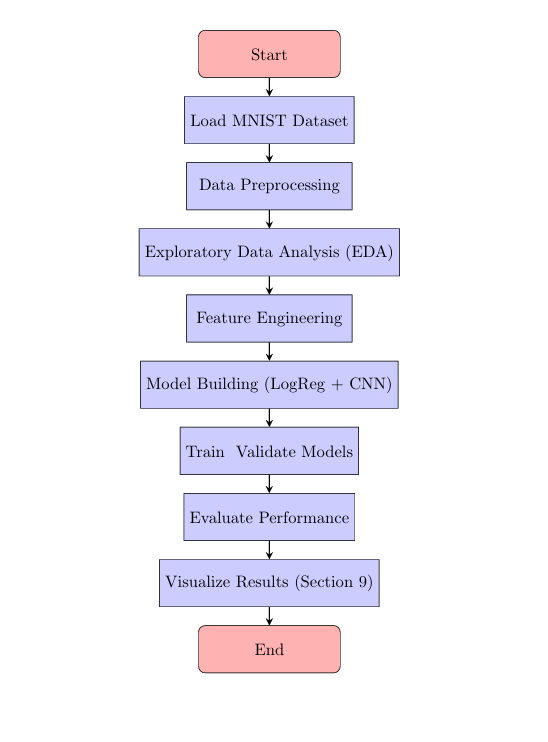 Start
Load MNIST Dataset
Data Preprocessing
Exploratory Data Analysis (EDA)
Feature Engineering
Model Building (LogReg + CNN)
Train  Validate Models
Evaluate Performance
Visualize Results (Section 9)
End